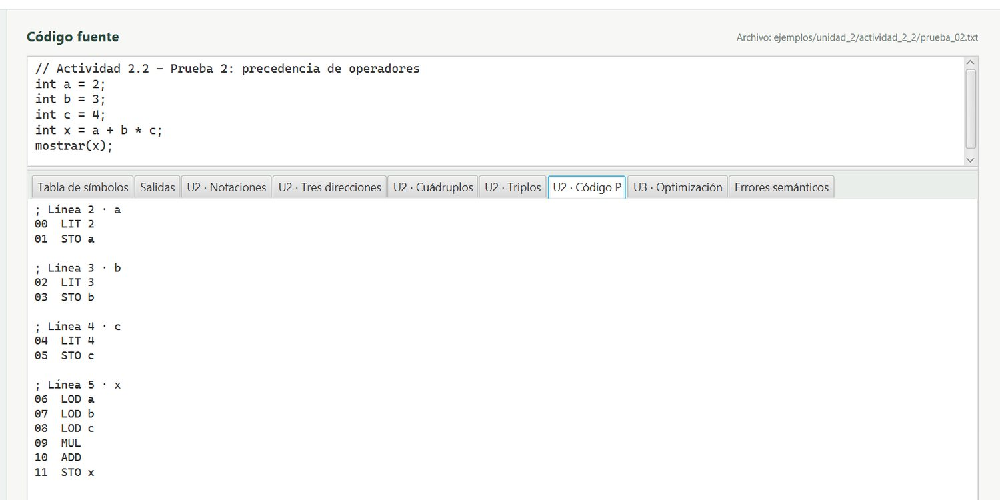 Código fuente
Archivo: ejemplos/unidad_2/actividad_2_2/prueba_02.txt
// Actividad 2.2 – Prueba 2: precedencia de operadores
int a = 2;
int b = 3;
int c = 4;
int x = a + b * c;
mostrar(x);
Tabla de símbolos Salidas U2 · Notaciones U2 · Tres direcciones U2 · Cuádruplos U2 · Triplos U2 · Código P U3 · Optimización Errores semánticos
; Línea 2 · a
00  LIT 2
01  STO a
; Línea 3 · b
02  LIT 3
03  STO b
; Línea 4 · c
04  LIT 4
05  STO c
; Línea 5 · x
06  LOD a
07  LOD b
08  LOD c
09  MUL
10  ADD
11  STO x